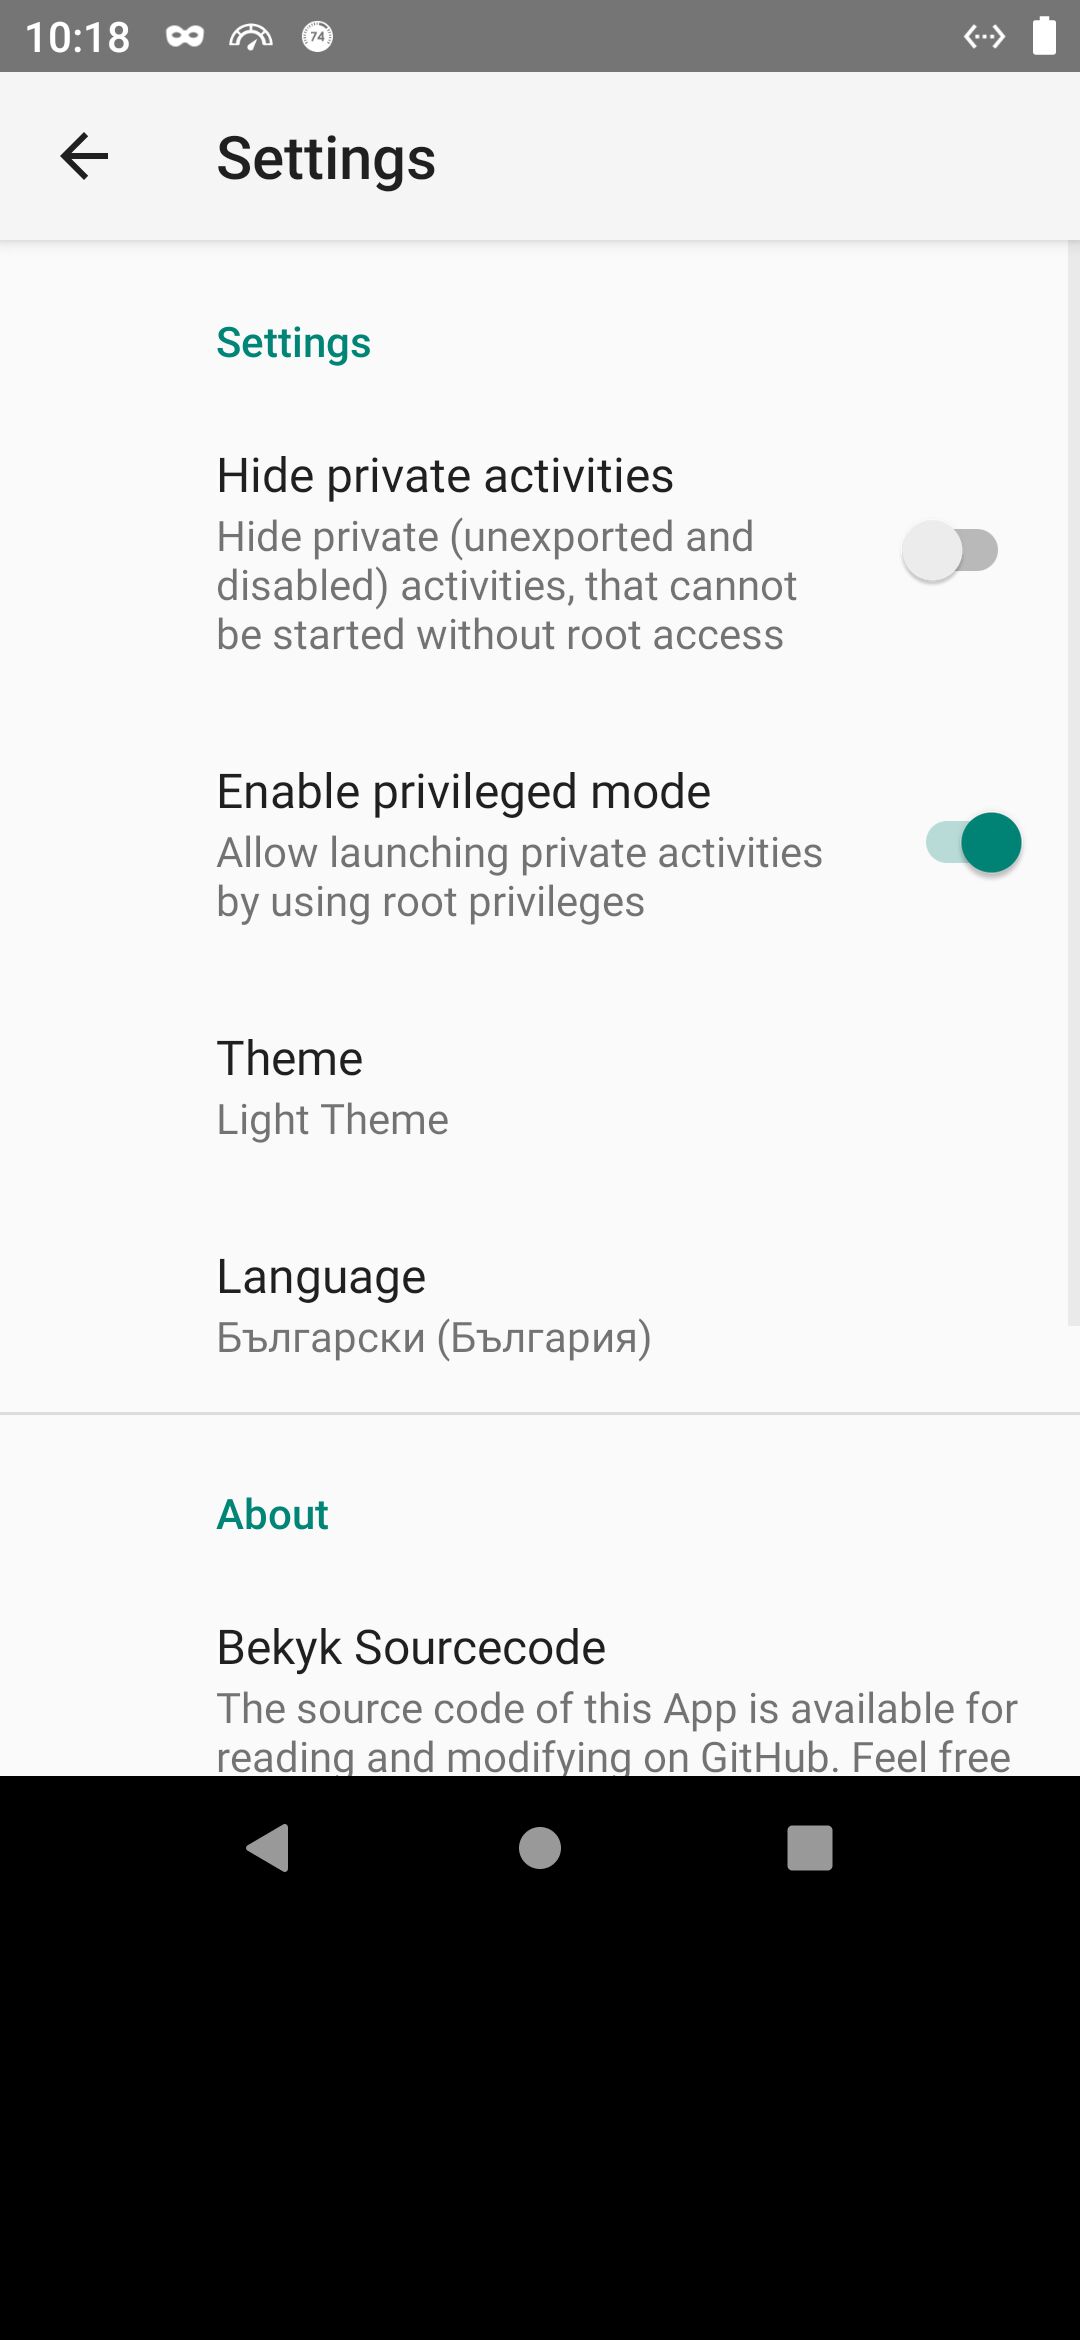 10:18
74
Settings
Settings
Hide private activities
Hide private (unexported and
disabled) activities, that cannot
be started without root access
Enable privileged mode
Allow launching private activities
by using root privileges
Theme
Light Theme
Language
Български (България)
About
Bekyk Sourcecode
The source code of this App is available for
reading and modifying on GitHub. Feel free